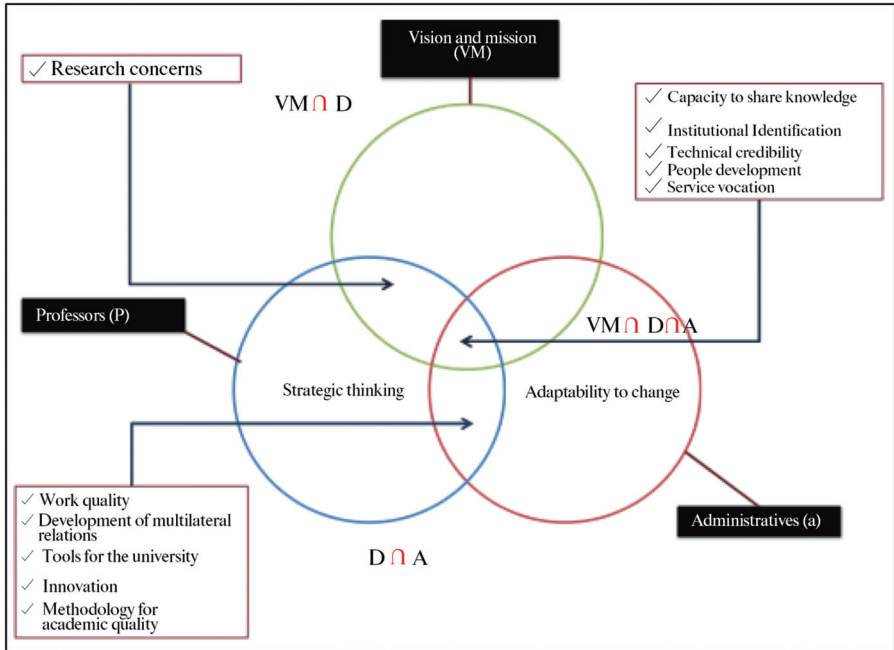 Vision and mission
(VM)
✓ Research concerns
VM ∩ D
✓ Capacity to share knowledge
✓ Institutional Identification
✓ Technical credibility
✓ People development
✓ Service vocation
Professors (P)
VM ∩ D ∩ A
Strategic thinking
Adaptability to change
✓ Work quality
✓ Development of multilateral
relations
✓ Tools for the university
✓ Innovation
✓ Methodology for
academic quality
Administratives (a)
D ∩ A